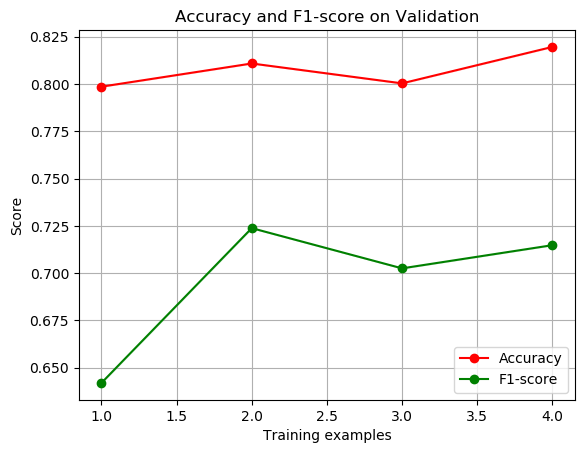 Accuracy and F1-score on Validation
0.825
0.800
0.775
0.750
0.725
0.700
0.675
0.650
Score
1.0 1.5 2.0 2.5 3.0 3.5 4.0
Training examples
Accuracy
F1-score